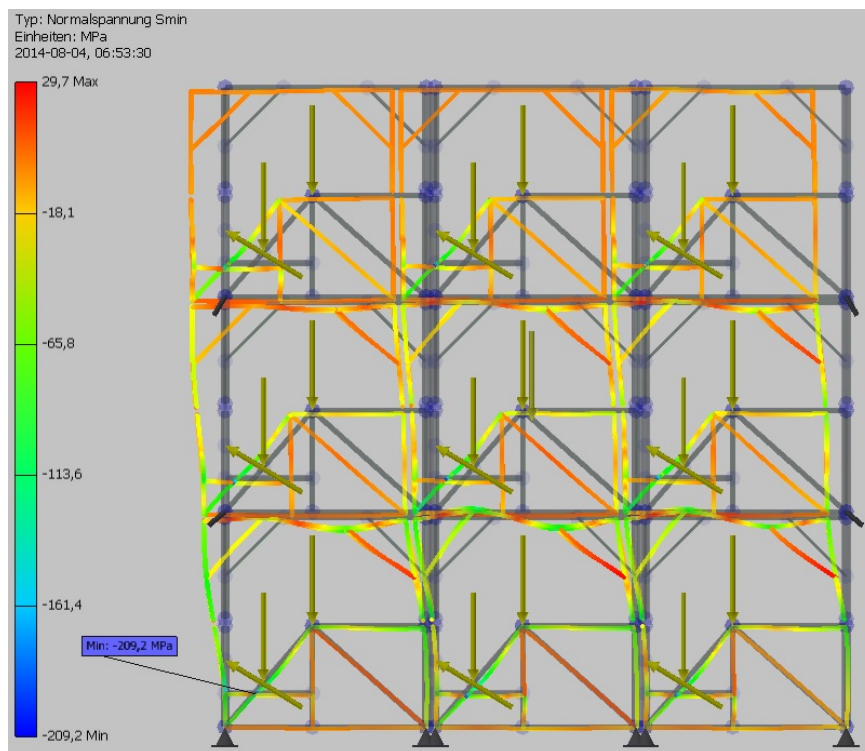 Typ: Normalspannung Smin
Einheiten: MPa
2014-08-04, 06:53:30
29,7 Max
-18,1
-65,8
-113,6
-161,4
Min: -209,2 MPa
-209,2 Min